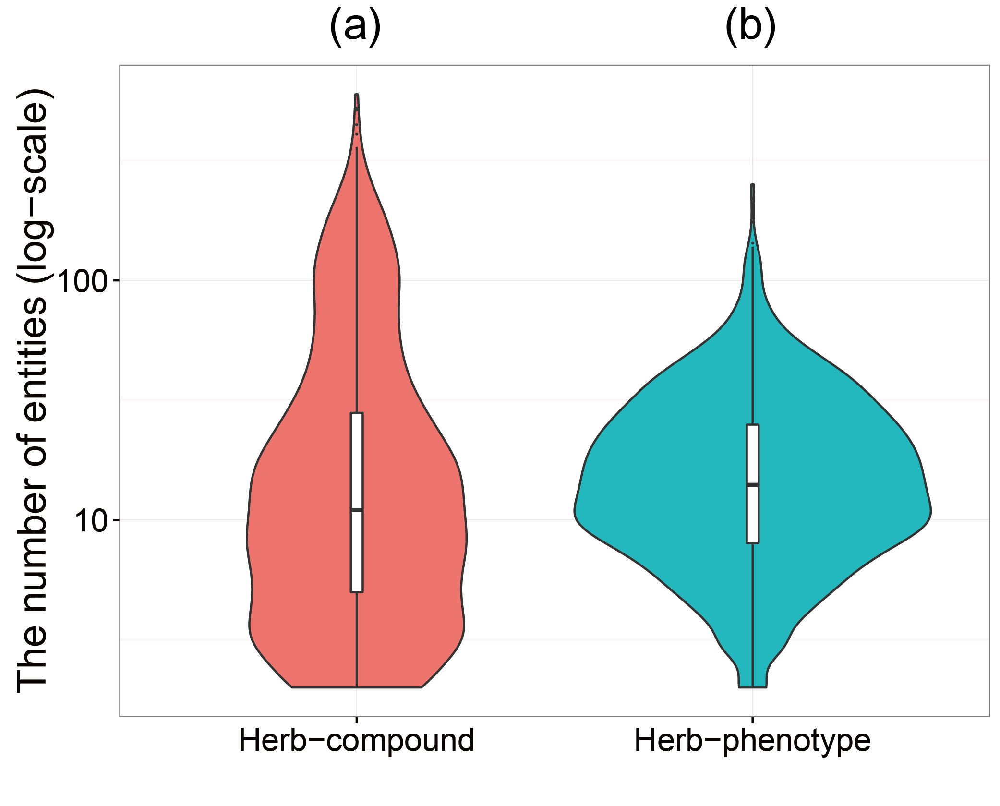 (a)
(b)
The number of entities (log−scale)
100
10
Herb−compound
Herb−phenotype